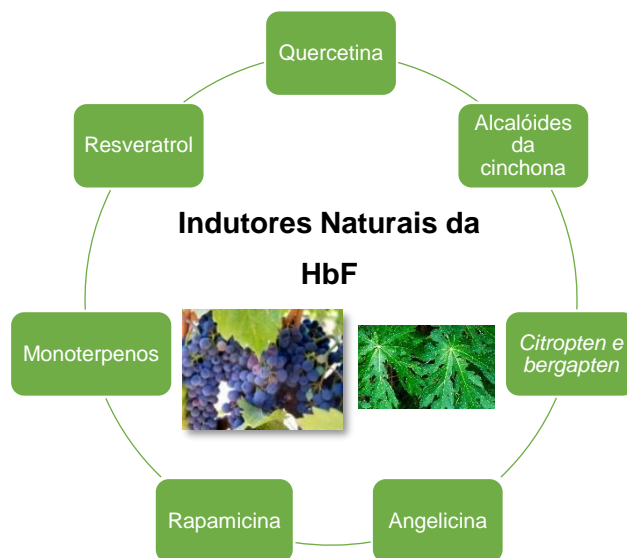 Quercetina
Alcalóides
da
cinchona
Citropten e
bergapten
Angelicina
Rapamicina
Monoterpenos
Resveratrol
Indutores Naturais da
HbF